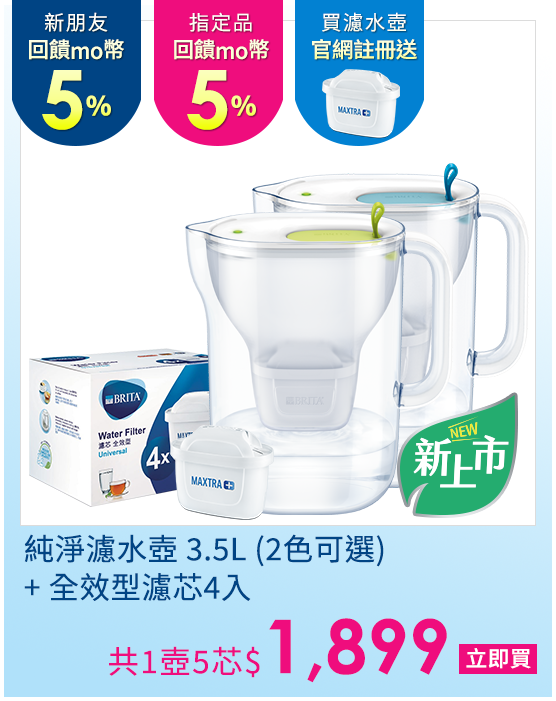 新朋友
回饋mo幣
5%
指定品
回饋mo幣
5%
買濾水壺
官網註冊送
MAXTRA+
BRITA
BRITA
Water Filter
濾芯 全效型
Universal
4x
MAXTRA+
NEW
新上市
純淨濾水壺 3.5L (2色可選)
+ 全效型濾芯4入
共1壺5芯$1,899
立即買